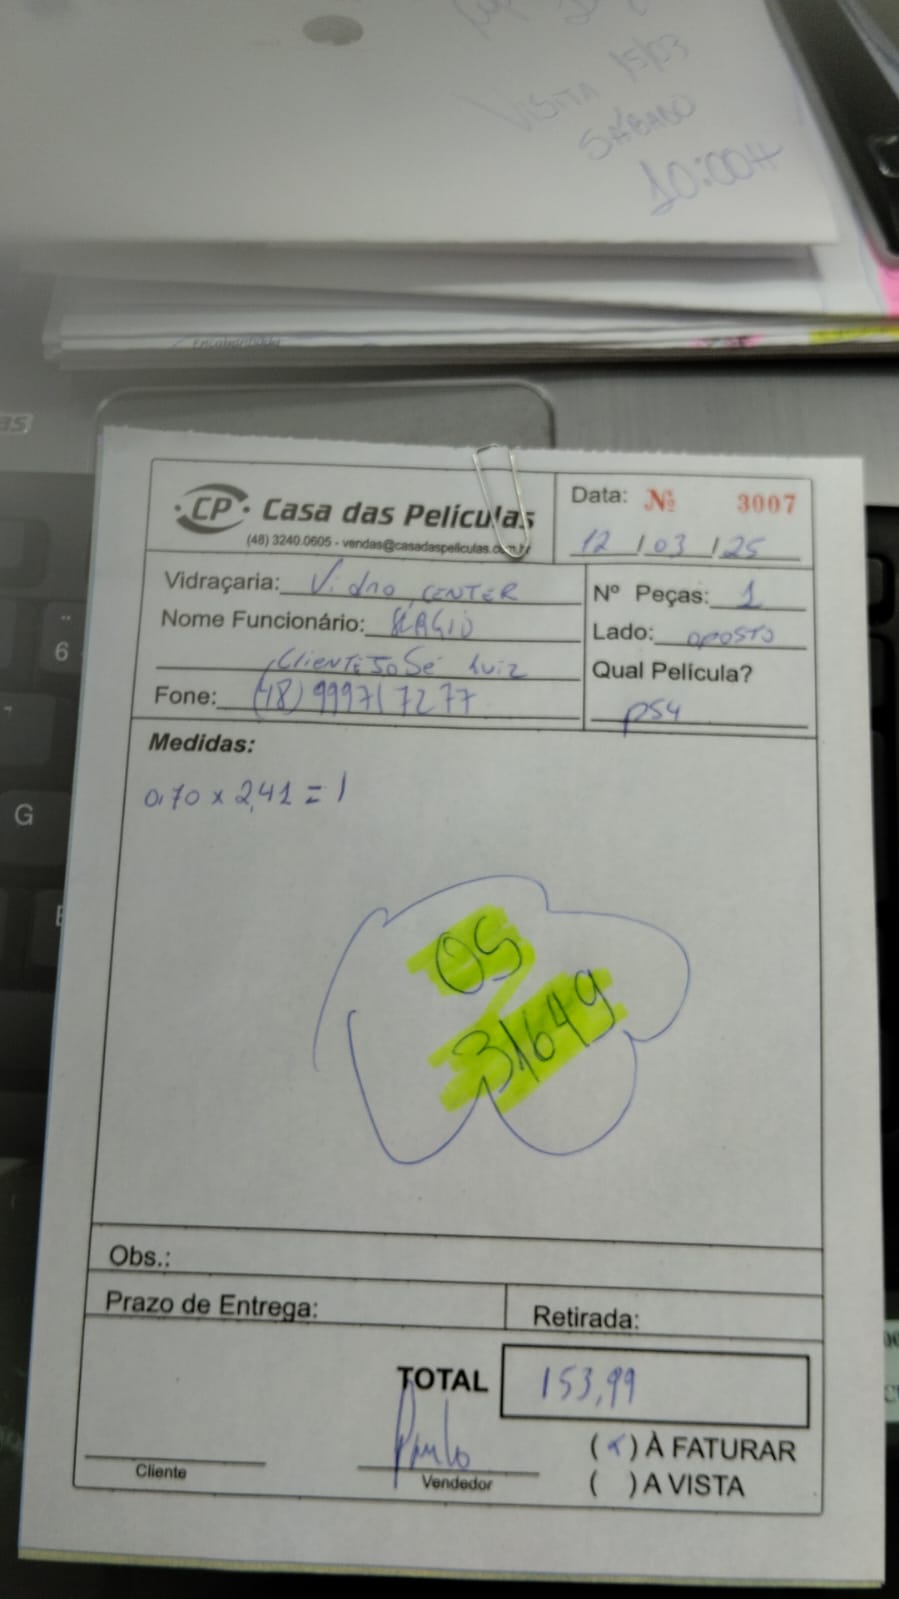 VISITA 15/03
SÁBADO
10:00H
as
CP Casa das Películas
(48) 3240.0605 - vendas@casadaspeliculas.com.br
Data: Nº 3007
12 / 03 / 25
Vidraçaria: Vidro CENTER
Nome Funcionário: SÉRGIO
Cliente José Luiz
Fone: (48) 99971 7277
Nº Peças: 1
Lado: oposto
Qual Película?
PS4
Medidas:
0,70 x 2,41 = 1
OS
31649
Obs.:
Prazo de Entrega:
Retirada:
TOTAL 153,99
Paulo
(x) À FATURAR
( ) A VISTA
Cliente
Vendedor
6
G